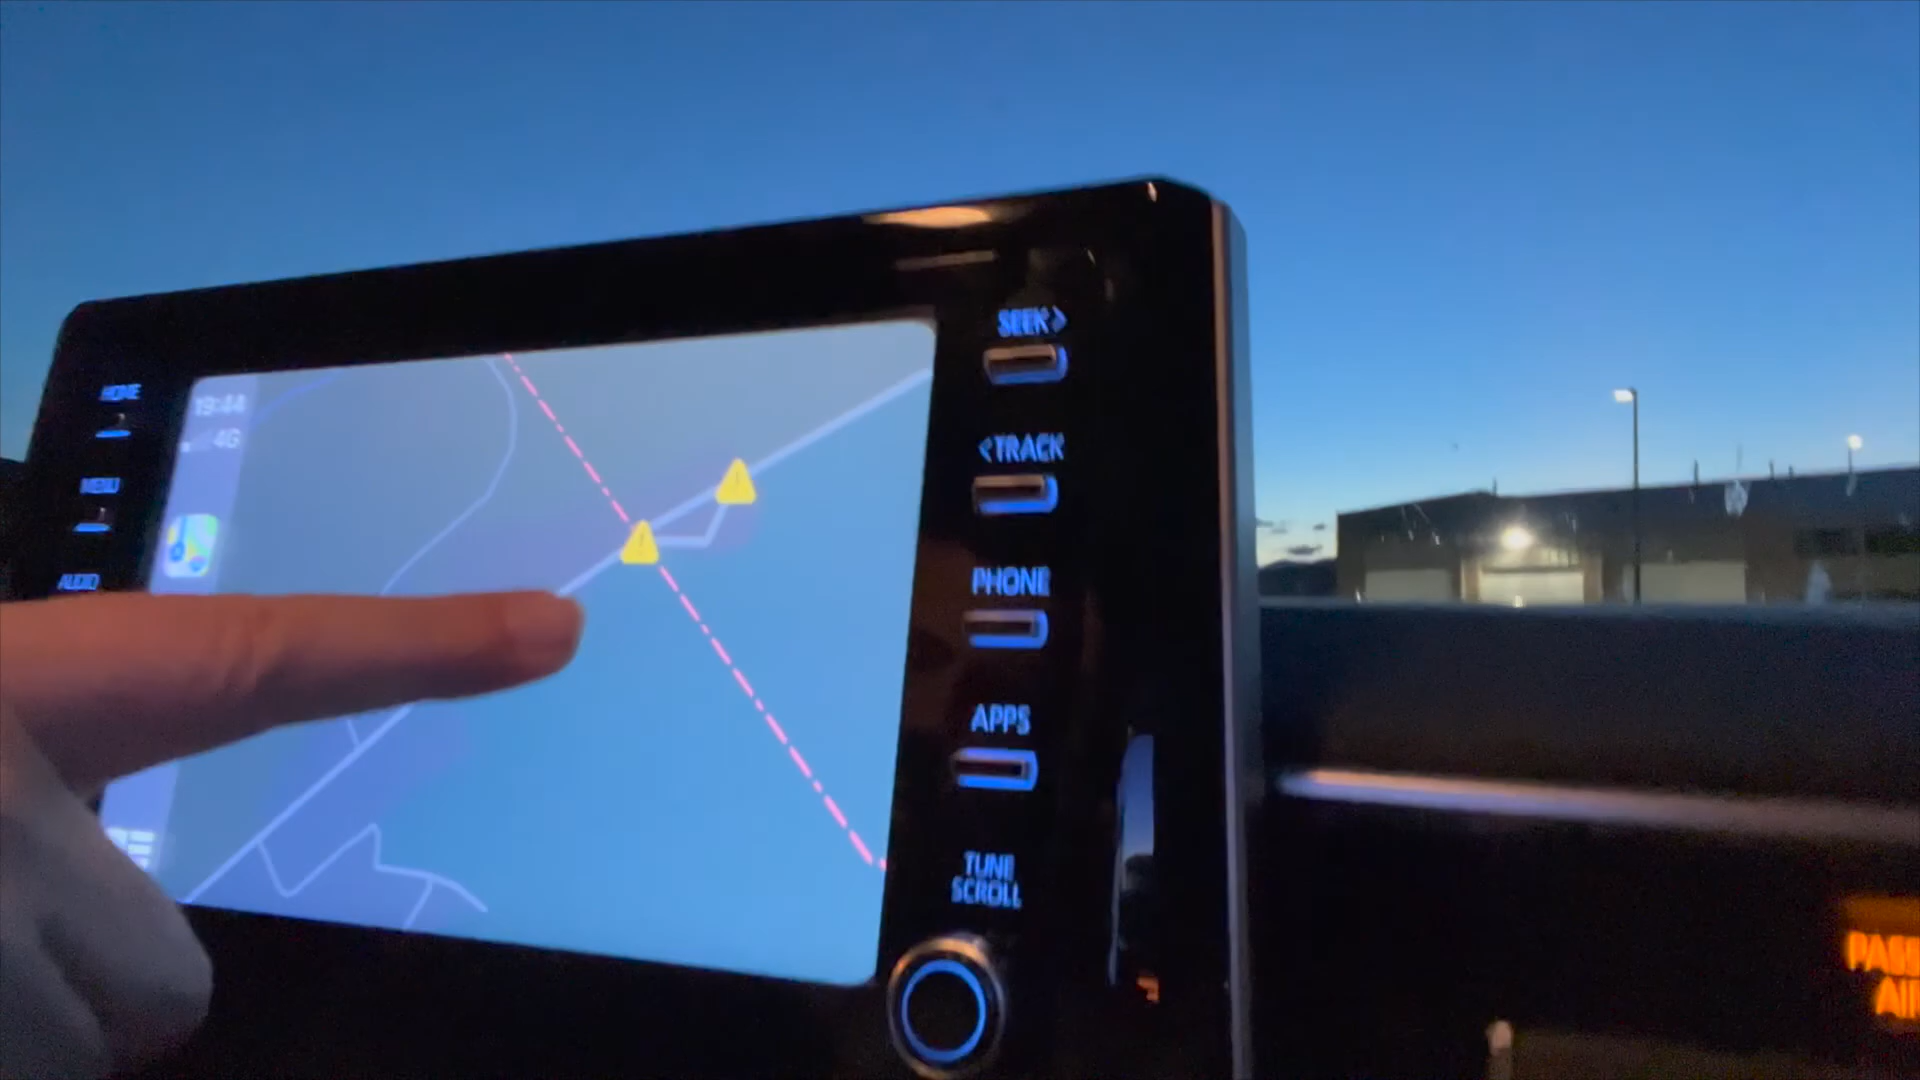 HOME
MENU
AUDIO
19:44
4G
SEEK>
<TRACK
PHONE
APPS
TUNE
SCROLL